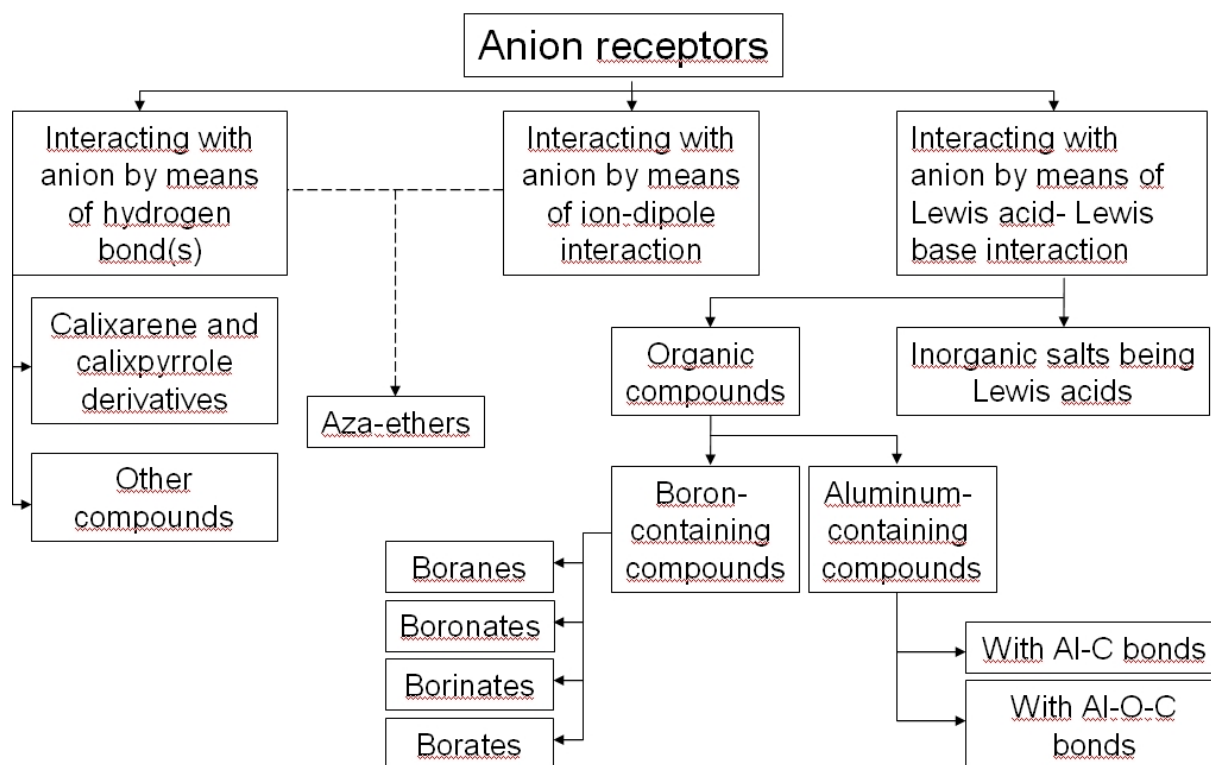 Anion receptors
Interacting with
anion by means
of hydrogen
bond(s)
Interacting with
anion by means
of ion-dipole
interaction
Interacting with
anion by means of
Lewis acid- Lewis
base interaction
Calixarene and
calixpyrrole
derivatives
Other
compounds
Aza-ethers
Organic
compounds
Inorganic salts being
Lewis acids
Boron-
containing
compounds
Aluminum-
containing
compounds
Boranes
Boronates
Borinates
Borates
With Al-C bonds
With Al-O-C
bonds